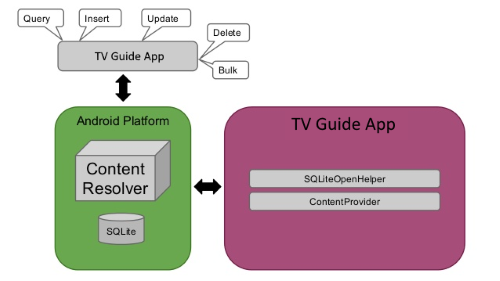 Query
Insert
Update
Delete
TV Guide App
Bulk
Android Platform
Content
Resolver
SQLite
TV Guide App
SQLiteOpenHelper
ContentProvider